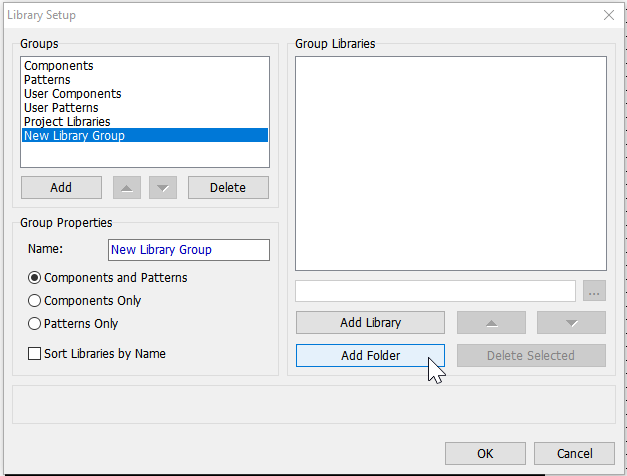 Library Setup
Groups
Components
Patterns
User Components
User Patterns
Project Libraries
New Library Group
Add
Delete
Group Properties
Name:
New Library Group
Components and Patterns
Components Only
Patterns Only
Sort Libraries by Name
Group Libraries
...
Add Library
Add Folder
Delete Selected
OK
Cancel